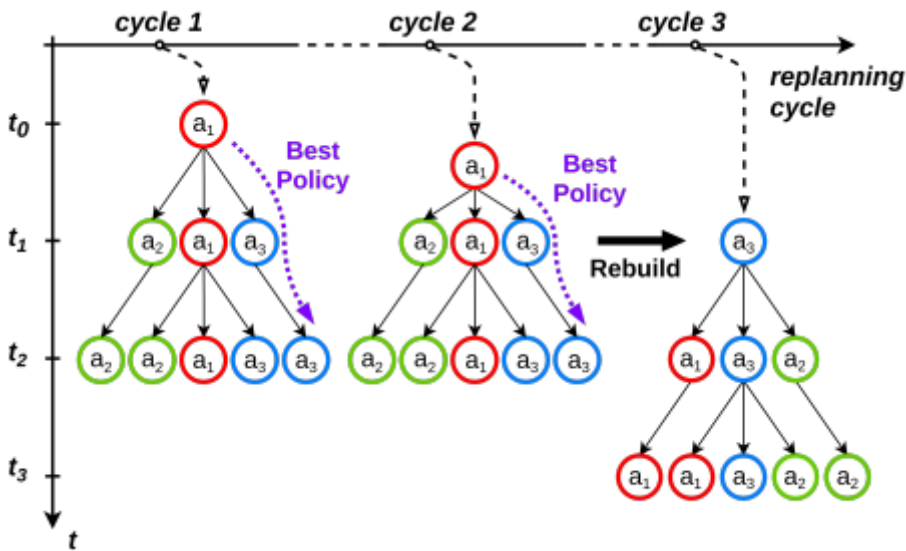 cycle 1 cycle 2 cycle 3
replanning
cycle
t₀ a₁
Best
Policy
a₁
Best
Policy
t₁ a₂ a₁ a₃ a₂ a₁ a₃ a₃
Rebuild
t₂ a₂ a₂ a₁ a₃ a₃ a₂ a₂ a₁ a₃ a₃ a₁ a₃ a₂
t₃ a₁ a₁ a₃ a₂ a₂
t